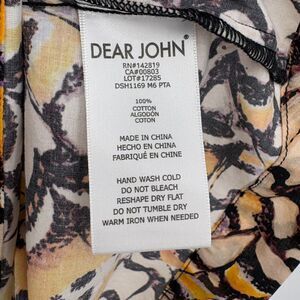 DEAR JOHN®
RN#142819
CA#00803
LOT#17285
DSH1169 M6 PTA
100%
COTTON
ALGODÓN
COTON
MADE IN CHINA
HECHO EN CHINA
FABRIQUÉ EN CHINE
HAND WASH COLD
DO NOT BLEACH
RESHAPE DRY FLAT
DO NOT TUMBLE DRY
WARM IRON WHEN NEEDED